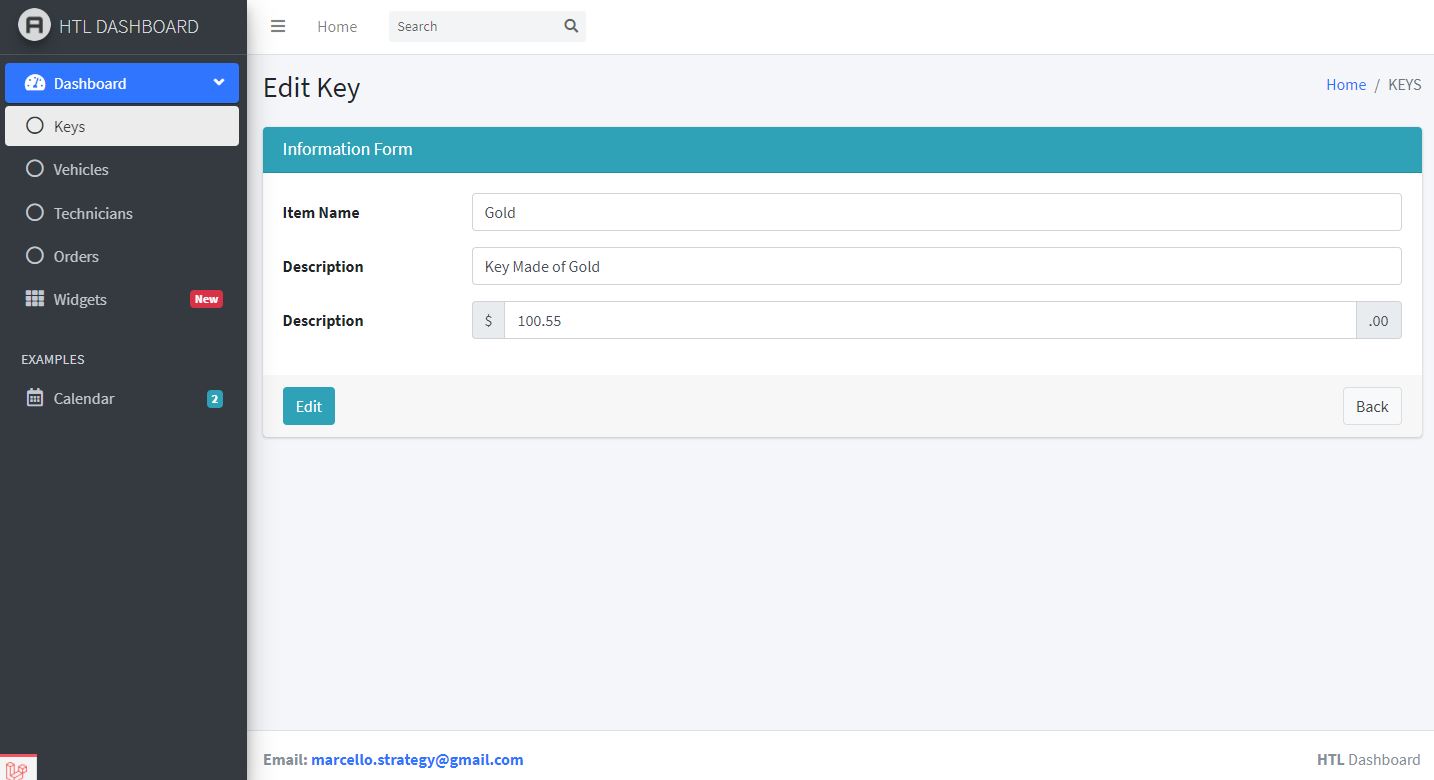 HTL DASHBOARD
Home
Search
Dashboard
Keys
Vehicles
Technicians
Orders
Widgets New
EXAMPLES
Calendar 2
Edit Key
Home / KEYS
Information Form
Item Name Gold
Description Key Made of Gold
Description $ 100.55 .00
Edit Back
Email: marcello.strategy@gmail.com
HTL Dashboard